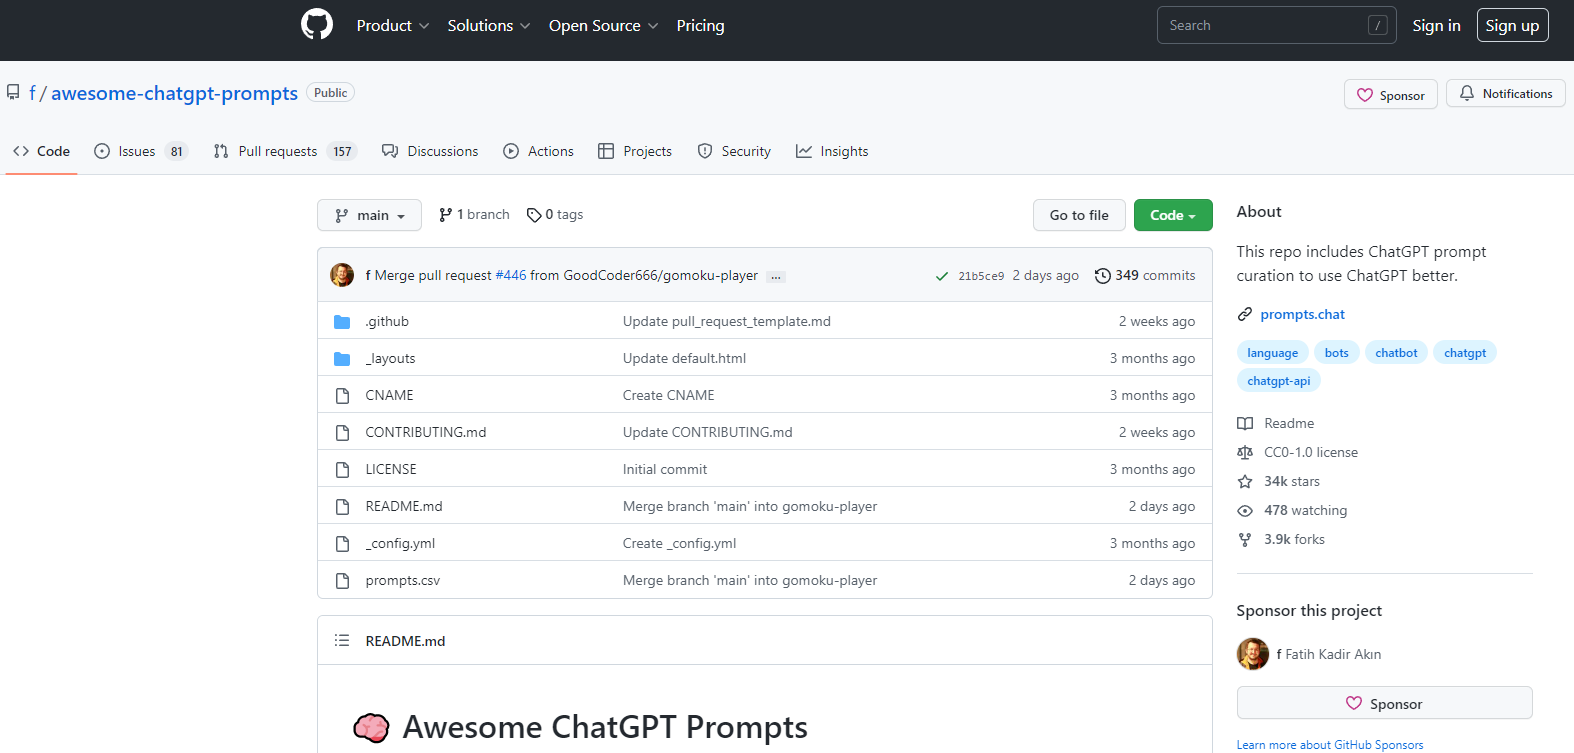 Product Solutions Open Source Pricing Search / Sign in Sign up
f / awesome-chatgpt-prompts Public Sponsor Notifications
Code Issues 81 Pull requests 157 Discussions Actions Projects Security Insights
main 1 branch 0 tags Go to file Code
f Merge pull request #446 from GoodCoder666/gomoku-player ... 21b5ce9 2 days ago 349 commits
.github Update pull_request_template.md 2 weeks ago
_layouts Update default.html 3 months ago
CNAME Create CNAME 3 months ago
CONTRIBUTING.md Update CONTRIBUTING.md 2 weeks ago
LICENSE Initial commit 3 months ago
README.md Merge branch 'main' into gomoku-player 2 days ago
_config.yml Create _config.yml 3 months ago
prompts.csv Merge branch 'main' into gomoku-player 2 days ago
README.md
Awesome ChatGPT Prompts
About
This repo includes ChatGPT prompt
curation to use ChatGPT better.
prompts.chat
language bots chatbot chatgpt
chatgpt-api
Readme
CC0-1.0 license
34k stars
478 watching
3.9k forks
Sponsor this project
f Fatih Kadir Akın
Sponsor
Learn more about GitHub Sponsors